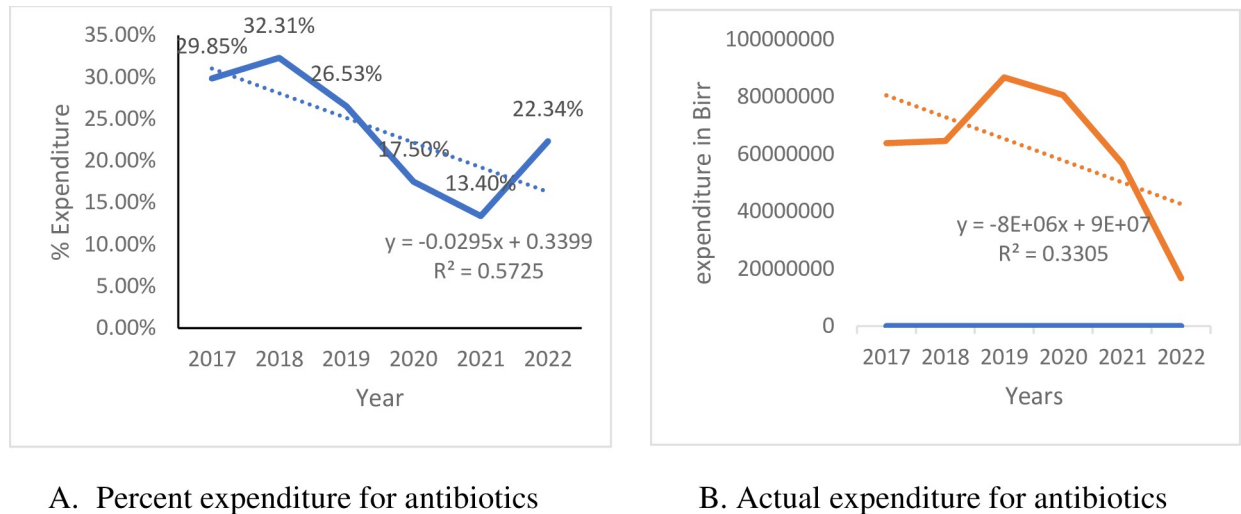 35.00%
30.00%
25.00%
20.00%
15.00%
10.00%
5.00%
0.00%
% Expenditure
29.85%
32.31%
26.53%
17.50%
13.40%
22.34%
y = -0.0295x + 0.3399
R² = 0.5725
2017 2018 2019 2020 2021 2022
Year
100000000
80000000
60000000
40000000
20000000
0
expenditure in Birr
y = -8E+06x + 9E+07
R² = 0.3305
2017 2018 2019 2020 2021 2022
Years
A. Percent expenditure for antibiotics
B. Actual expenditure for antibiotics